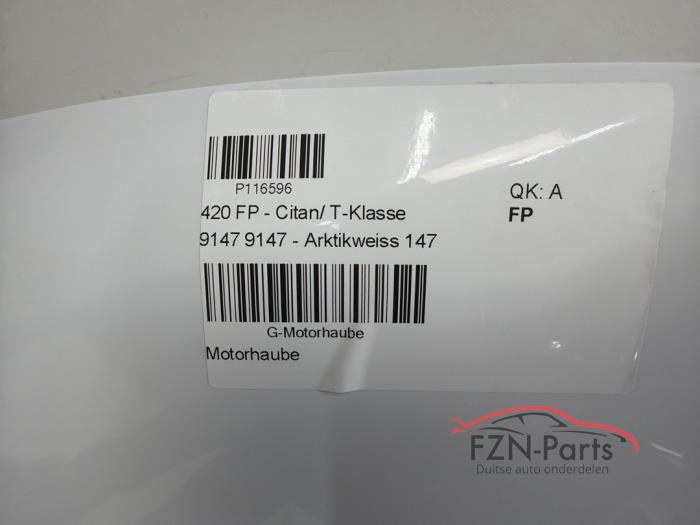 P116596
420 FP - Citan/ T-Klasse
QK: A
9147 9147 - Arktikweiss 147
FP
G-Motorhaube
Motorhaube
FZN-Parts
Duitse auto onderdelen